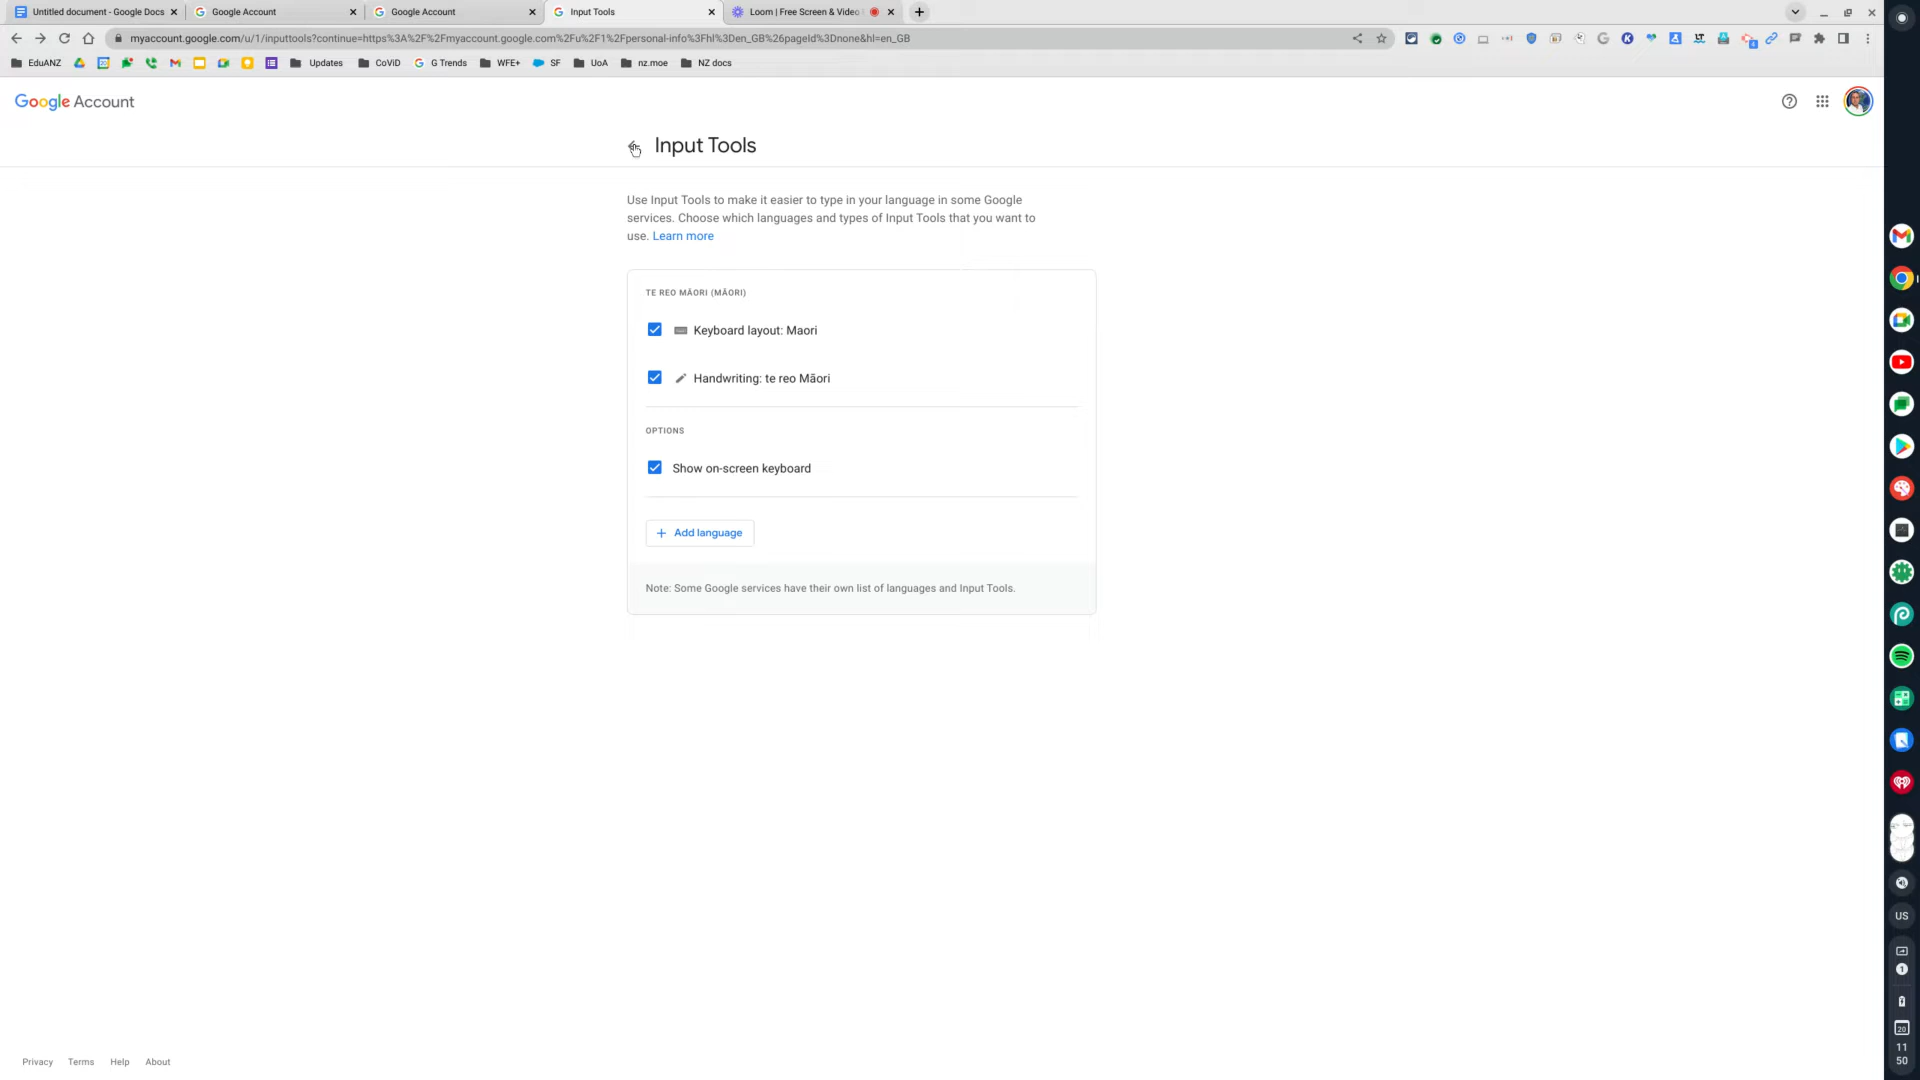 Untitled document - Google Docs
Google Account
Google Account
Input Tools
Loom | Free Screen & Video
myaccount.google.com/u/1/inputtools?continue=https%3A%2F%2Fmyaccount.google.com%2Fu%2F1%2Fpersonal-info%3Fhl%3Den_GB%26pageId%3Dnone&hl=en_GB
EduANZ
Updates
CoViD
G Trends
WFE+
SF
UoA
nz.moe
NZ docs
Google Account
Input Tools
Use Input Tools to make it easier to type in your language in some Google
services. Choose which languages and types of Input Tools that you want to
use. Learn more
TE REO MĀORI (MĀORI)
Keyboard layout: Maori
Handwriting: te reo Māori
OPTIONS
Show on-screen keyboard
+ Add language
Note: Some Google services have their own list of languages and Input Tools.
Privacy
Terms
Help
About
US
1
20
11
50